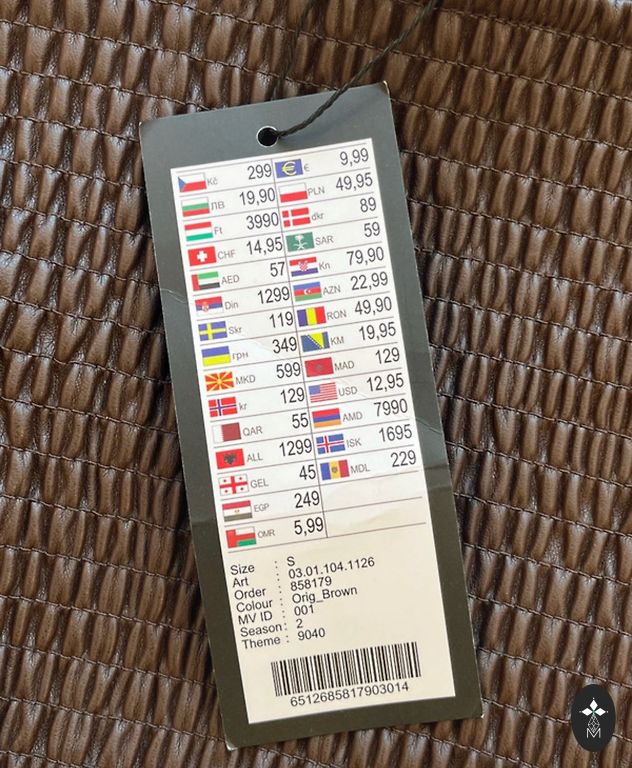 Kč 299 € 9,99
ЛВ 19,90 PLN 49,95
Ft 3990 dkr 89
CHF 14,95 SAR 59
AED 57 Kn 79,90
Din 1299 AZN 22,99
Skr 119 RON 49,90
грн 349 KM 19,95
MKD 599 MAD 129
kr 129 USD 12,95
QAR 55 AMD 7990
ALL 1299 ISK 1695
GEL 45 MDL 229
EGP 249
OMR 5,99
Size : S
Art : 03.01.104.1126
Order : 858179
Colour : Orig_Brown
MV ID : 001
Season : 2
Theme : 9040
6512685817903014
M